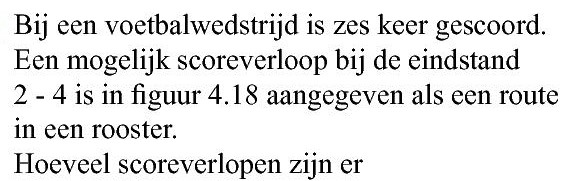 Bij een voetbalwedstrijd is zes keer gescoord.
Een mogelijk scoreverloop bij de eindstand
2 - 4 is in figuur 4.18 aangegeven als een route
in een rooster.
Hoeveel scoreverlopen zijn er